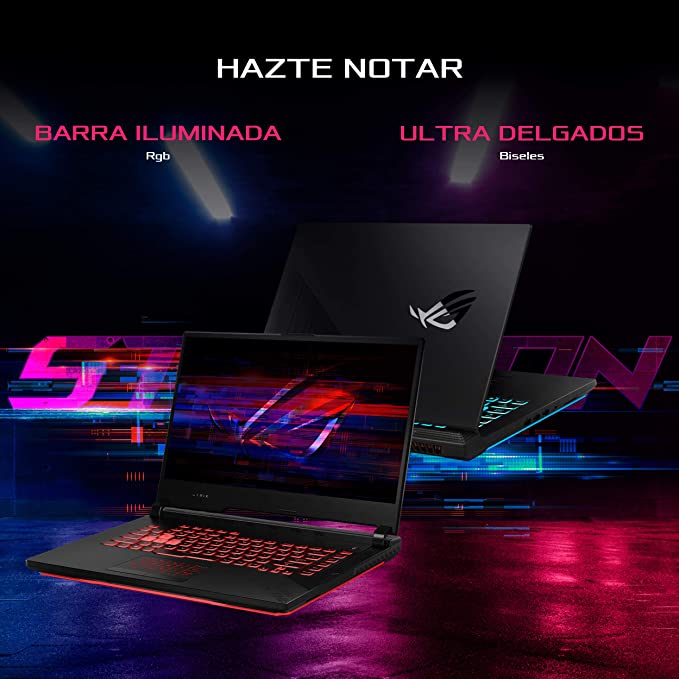 HAZTE NOTAR
BARRA ILUMINADA
Rgb
ULTRA DELGADOS
Biseles